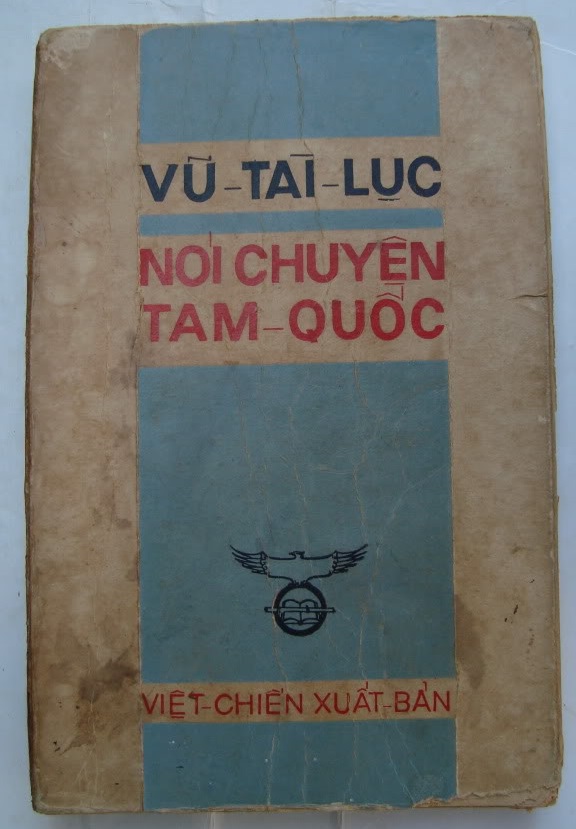 VŨ-TÀI-LỤC
NÓI CHUYỆN
TAM-QUỐC
VIỆT-CHIẾN XUẤT-BẢN